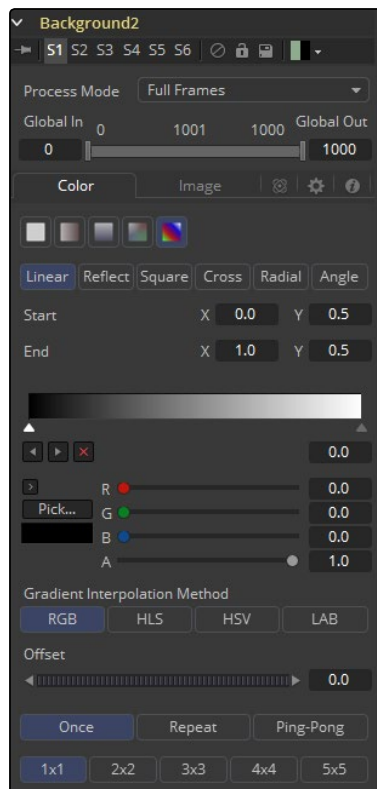 Background2
S1 S2 S3 S4 S5 S6
Process Mode Full Frames
Global In 0 1001 1000 Global Out
0 1000
Color Image
Linear Reflect Square Cross Radial Angle
Start X 0.0 Y 0.5
End X 1.0 Y 0.5
0.0
R 0.0
Pick... G 0.0
B 0.0
A 1.0
Gradient Interpolation Method
RGB HLS HSV LAB
Offset
0.0
Once Repeat Ping-Pong
1x1 2x2 3x3 4x4 5x5